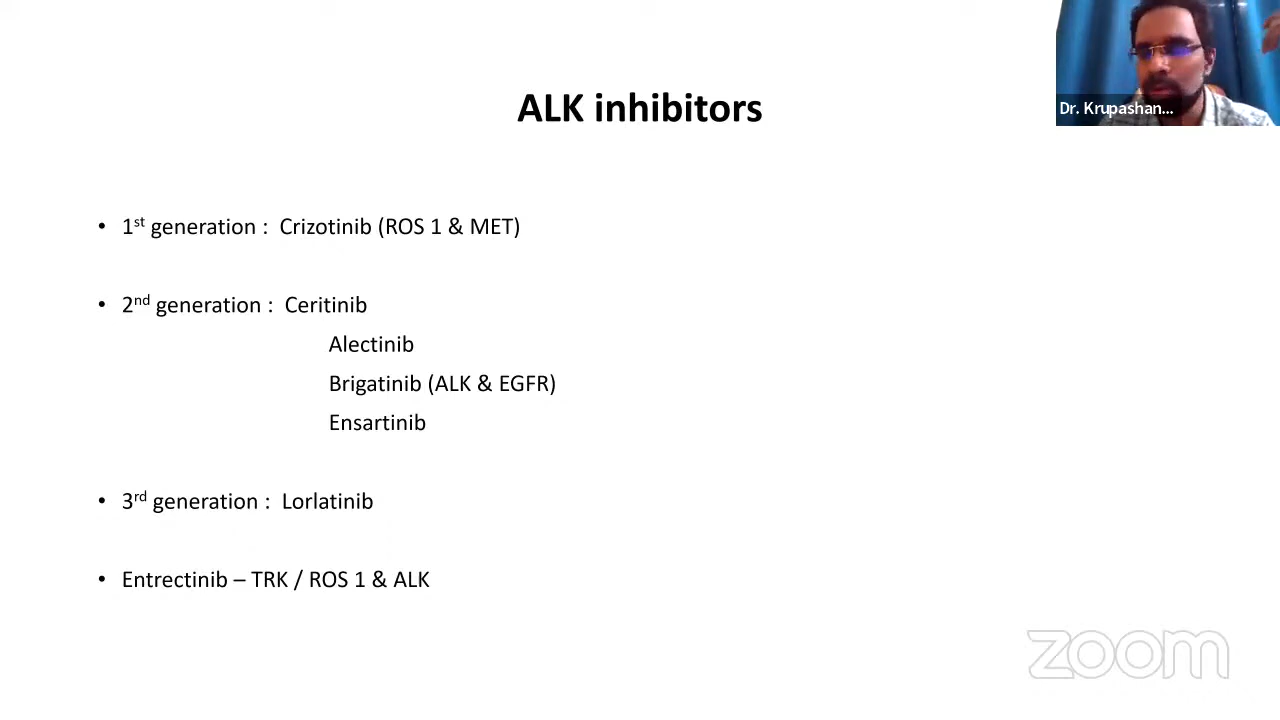 ALK inhibitors
Dr. Krupashan...
• 1st generation : Crizotinib (ROS 1 & MET)
• 2nd generation : Ceritinib
Alectinib
Brigatinib (ALK & EGFR)
Ensartinib
• 3rd generation : Lorlatinib
• Entrectinib – TRK / ROS 1 & ALK
zoom